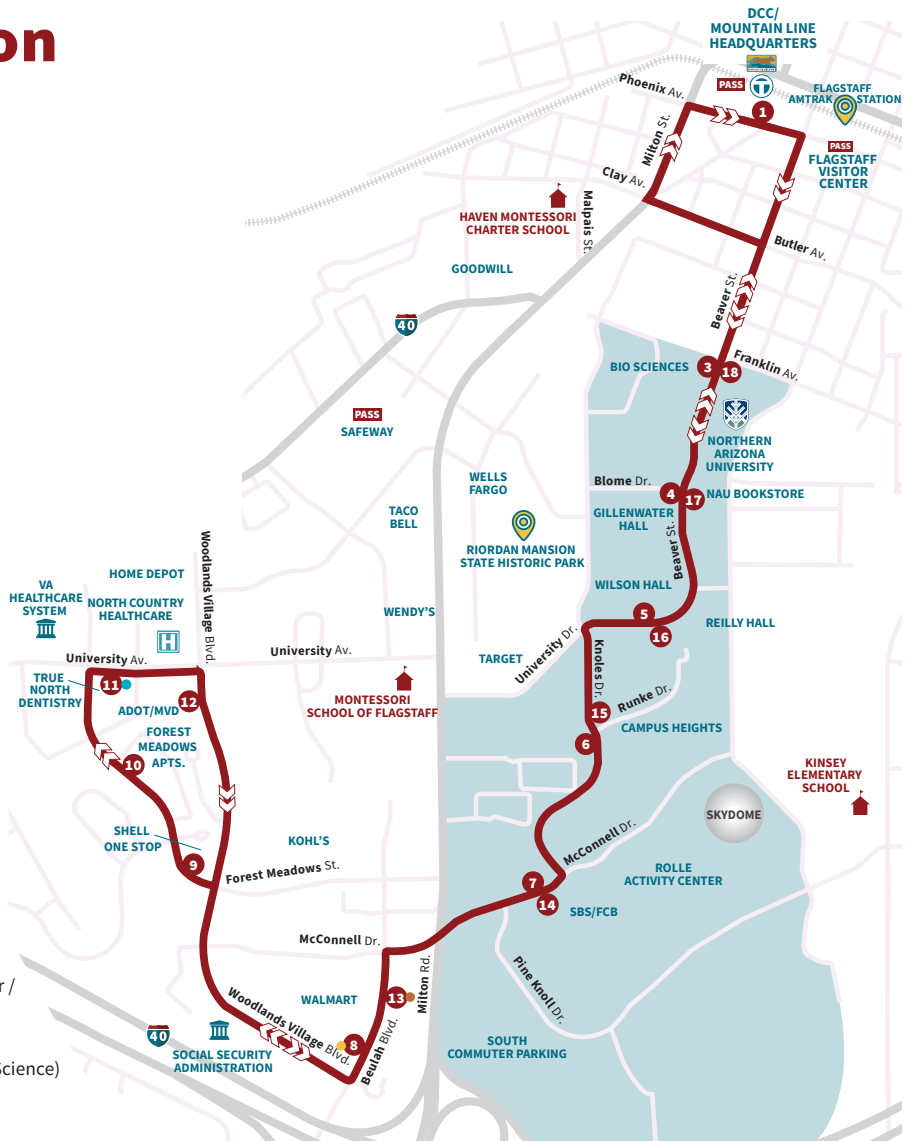 on
DCC/
MOUNTAIN LINE
HEADQUARTERS
Phoenix Av.
PASS
T
FLAGSTAFF
AMTRAK STATION
1
Milton St.
PASS
FLAGSTAFF
VISITOR
CENTER
Clay Av.
HAVEN MONTESSORI
CHARTER SCHOOL
Malpais St.
Butler Av.
GOODWILL
Beaver St.
40
Franklin Av.
BIO SCIENCES
3
18
PASS
SAFEWAY
NORTHERN
ARIZONA
UNIVERSITY
WELLS
FARGO
Blome Dr.
4
17
NAU BOOKSTORE
TACO
BELL
GILLENWATER
HALL
Beaver St.
RIORDAN MANSION
STATE HISTORIC PARK
Woodlands Village Blvd.
HOME DEPOT
VA
HEALTHCARE
SYSTEM
NORTH COUNTRY
HEALTHCARE
H
WILSON HALL
WENDY'S
5
16
REILLY HALL
University Av.
University Av.
University Dr.
TARGET
Knoles Dr.
TRUE
NORTH
DENTISTRY
11
12
ADOT/MVD
MONTESSORI
SCHOOL OF FLAGSTAFF
Runke Dr.
15
CAMPUS HEIGHTS
FOREST
MEADOWS
APTS.
6
10
KINSEY
ELEMENTARY
SCHOOL
SKYDOME
SHELL
ONE STOP
KOHL'S
McConnell Dr.
9
Forest Meadows St.
ROLLE
ACTIVITY CENTER
7
14
SBS/FCB
McConnell Dr.
Milton Rd.
Pine Knoll Dr.
r /
WALMART
13
Woodlands Village Blvd.
8
Beulah Blvd.
40
SOCIAL SECURITY
ADMINISTRATION
SOUTH
COMMUTER PARKING
Science)